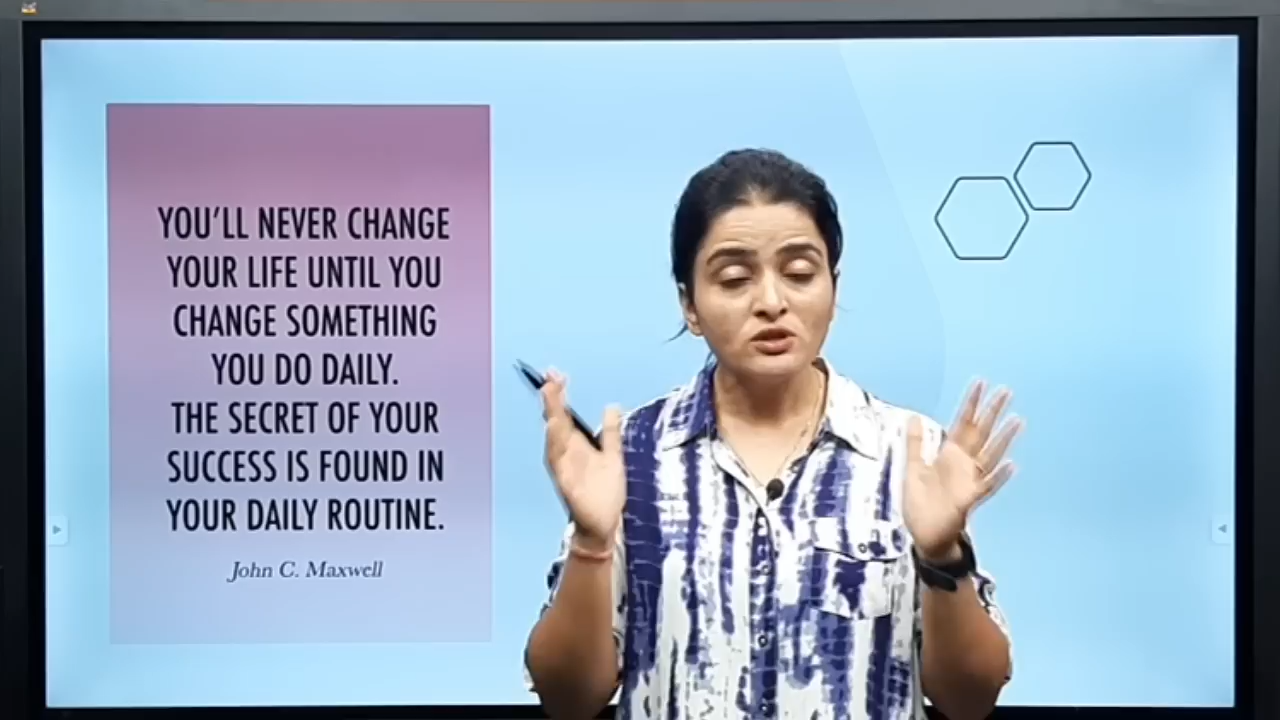 YOU’LL NEVER CHANGE
YOUR LIFE UNTIL YOU
CHANGE SOMETHING
YOU DO DAILY.
THE SECRET OF YOUR
SUCCESS IS FOUND IN
YOUR DAILY ROUTINE.
John C. Maxwell